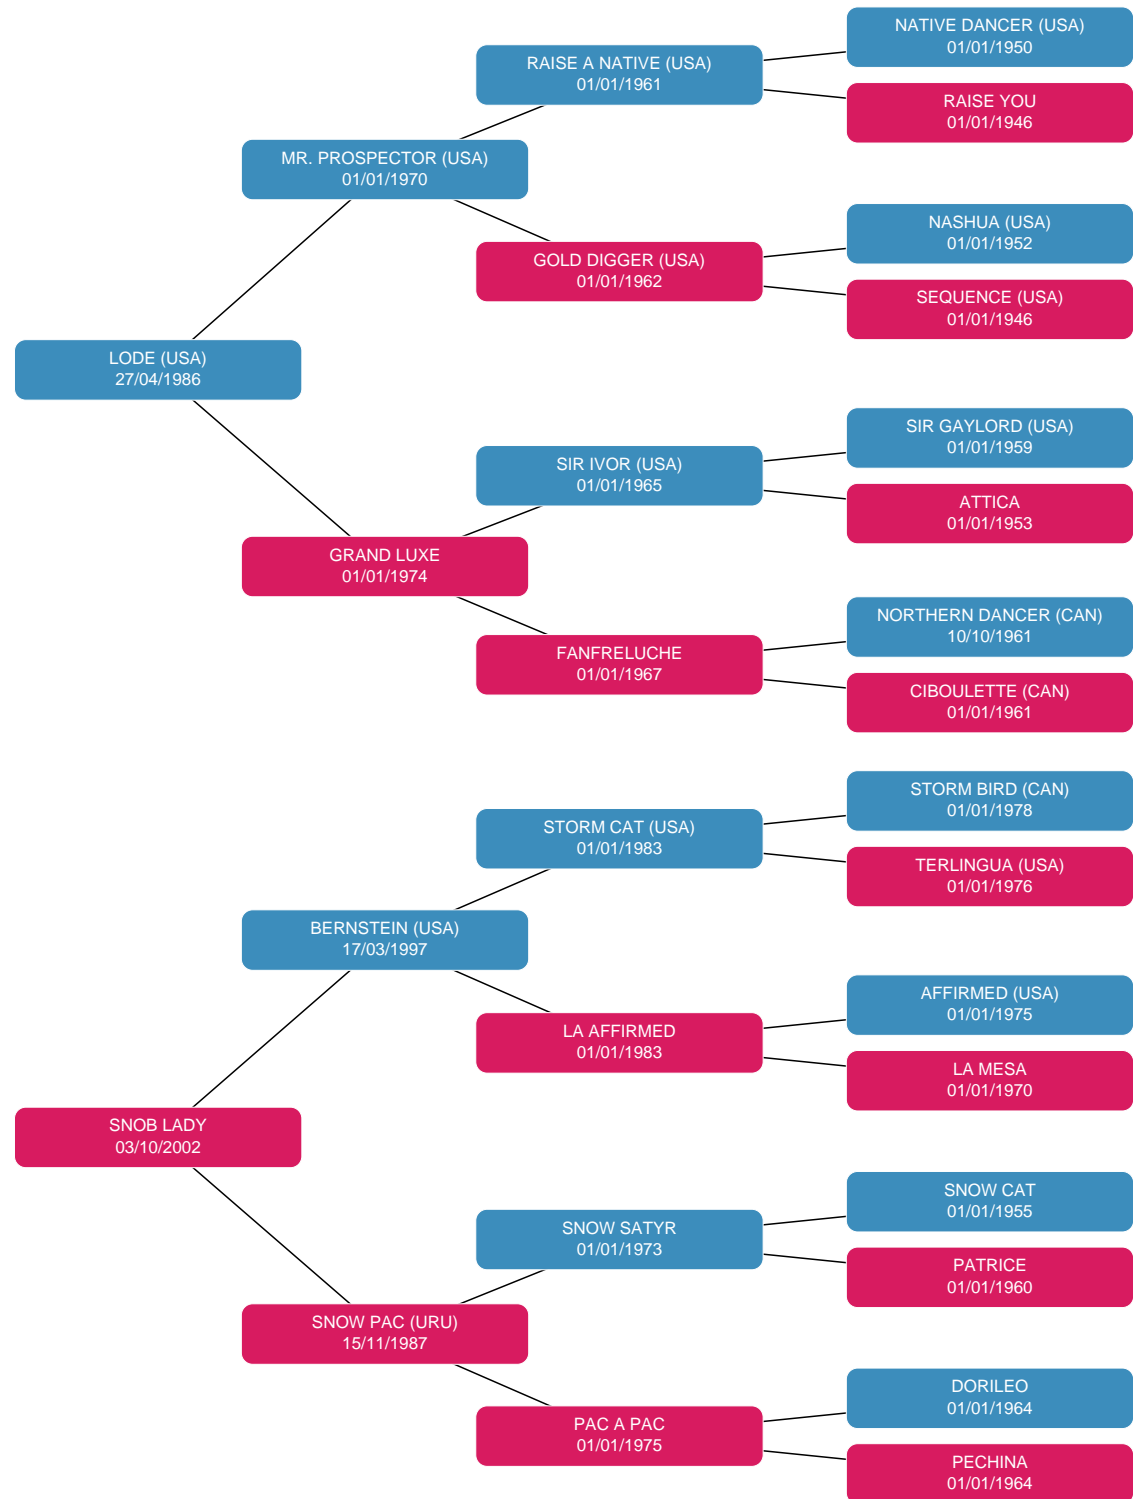 NATIVE DANCER (USA)
01/01/1950
RAISE A NATIVE (USA)
01/01/1961
RAISE YOU
01/01/1946
MR. PROSPECTOR (USA)
01/01/1970
NASHUA (USA)
01/01/1952
GOLD DIGGER (USA)
01/01/1962
SEQUENCE (USA)
01/01/1946
LODE (USA)
27/04/1986
SIR GAYLORD (USA)
01/01/1959
SIR IVOR (USA)
01/01/1965
ATTICA
01/01/1953
GRAND LUXE
01/01/1974
NORTHERN DANCER (CAN)
10/10/1961
FANFRELUCHE
01/01/1967
CIBOULETTE (CAN)
01/01/1961
STORM BIRD (CAN)
01/01/1978
STORM CAT (USA)
01/01/1983
TERLINGUA (USA)
01/01/1976
BERNSTEIN (USA)
17/03/1997
AFFIRMED (USA)
01/01/1975
LA AFFIRMED
01/01/1983
LA MESA
01/01/1970
SNOB LADY
03/10/2002
SNOW CAT
01/01/1955
SNOW SATYR
01/01/1973
PATRICE
01/01/1960
SNOW PAC (URU)
15/11/1987
DORILEO
01/01/1964
PAC A PAC
01/01/1975
PECHINA
01/01/1964